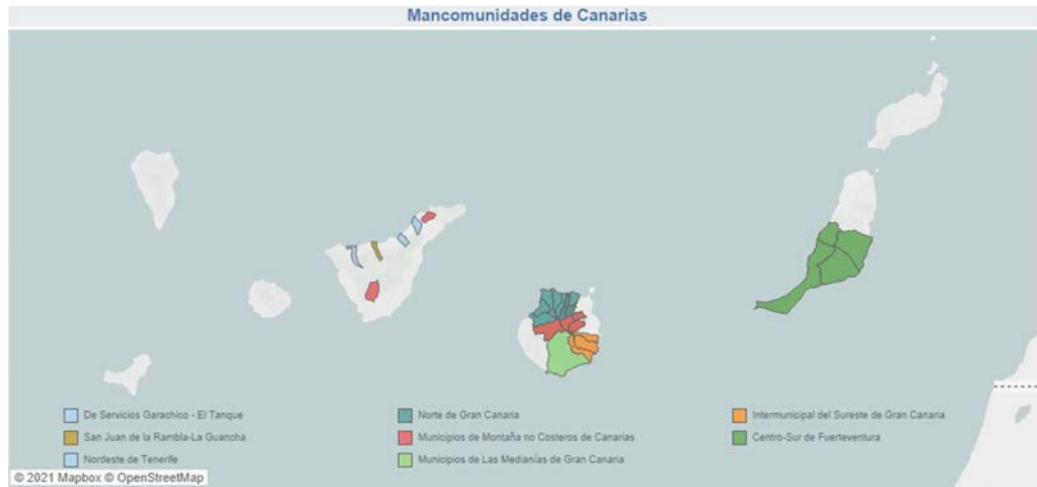 Mancomunidades de Canarias
De Servicios Garachico - El Tanque
San Juan de la Rambla-La Guancha
Nordeste de Tenerife
Norte de Gran Canaria
Municipios de Montaña no Costeros de Canarias
Municipios de Las Medianías de Gran Canaria
Intermunicipal del Sureste de Gran Canaria
Centro-Sur de Fuerteventura
© 2021 Mapbox © OpenStreetMap